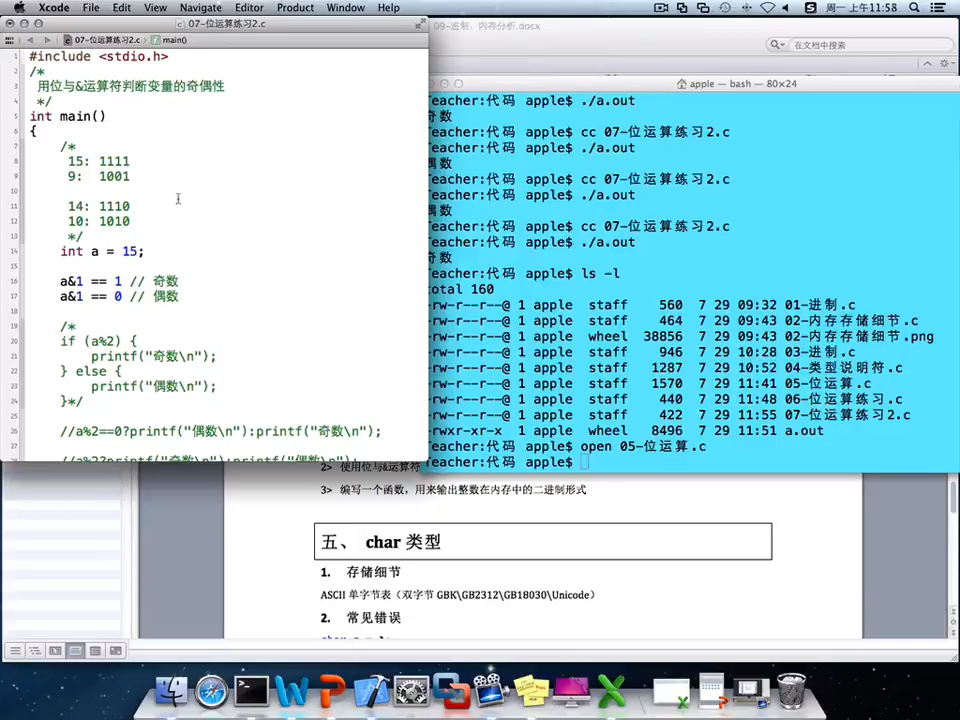 Xcode File Edit View Navigate Editor Product Window Help 周一上午11:58
07-位运算练习2.c
07-位运算练习2.c main()
#include <stdio.h>
/*
用位与&运算符判断变量的奇偶性
*/
int main()
{
/*
15: 1111
9: 1001
14: 1110
10: 1010
*/
int a = 15;
a&1 == 1 // 奇数
a&1 == 0 // 偶数
/*
if (a%2) {
printf("奇数\n");
} else {
printf("偶数\n");
}*/
//a%2==0?printf("偶数\n"):printf("奇数\n");
//a%2?printf("奇数\n"):printf("偶数\n");
09-进制、内存分析.docx
在文档中搜索
apple — bash — 80×24
Teacher:代码 apple$ ./a.out
奇数
Teacher:代码 apple$ cc 07-位运算练习2.c
Teacher:代码 apple$ ./a.out
偶数
Teacher:代码 apple$ cc 07-位运算练习2.c
Teacher:代码 apple$ ./a.out
偶数
Teacher:代码 apple$ cc 07-位运算练习2.c
Teacher:代码 apple$ ./a.out
奇数
Teacher:代码 apple$ ls -l
total 160
-rw-r--r--@ 1 apple staff 560 7 29 09:32 01-进制.c
-rw-r--r--@ 1 apple staff 464 7 29 09:43 02-内存存储细节.c
-rw-r--r--@ 1 apple wheel 38856 7 29 09:43 02-内存存储细节.png
-rw-r--r--@ 1 apple staff 946 7 29 10:28 03-进制.c
-rw-r--r--@ 1 apple staff 1287 7 29 10:52 04-类型说明符.c
-rw-r--r--@ 1 apple staff 1570 7 29 11:41 05-位运算.c
-rw-r--r--@ 1 apple staff 440 7 29 11:48 06-位运算练习.c
-rw-r--r--@ 1 apple staff 422 7 29 11:55 07-位运算练习2.c
-rwxr-xr-x 1 apple wheel 8496 7 29 11:51 a.out
Teacher:代码 apple$ open 05-位运算.c
Teacher:代码 apple$
2> 使用位与&运算符
3> 编写一个函数，用来输出整数在内存中的二进制形式
五、 char 类型
1. 存储细节
ASCII 单字节表（双字节 GBK\GB2312\GB18030\Unicode）
2. 常见错误